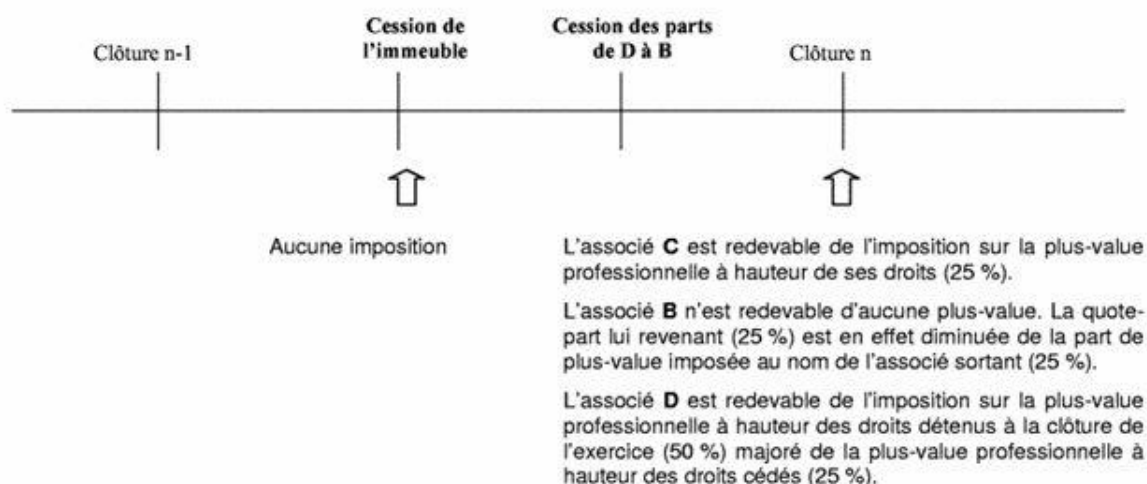 Clôture n-1
Cession de
l'immeuble
Cession des parts
de D à B
Clôture n
Aucune imposition
L'associé C est redevable de l'imposition sur la plus-value
professionnelle à hauteur de ses droits (25 %).
L'associé B n'est redevable d'aucune plus-value. La quote-
part lui revenant (25 %) est en effet diminuée de la part de
plus-value imposée au nom de l'associé sortant (25 %).
L'associé D est redevable de l'imposition sur la plus-value
professionnelle à hauteur des droits détenus à la clôture de
l'exercice (50 %) majoré de la plus-value professionnelle à
hauteur des droits cédés (25 %).